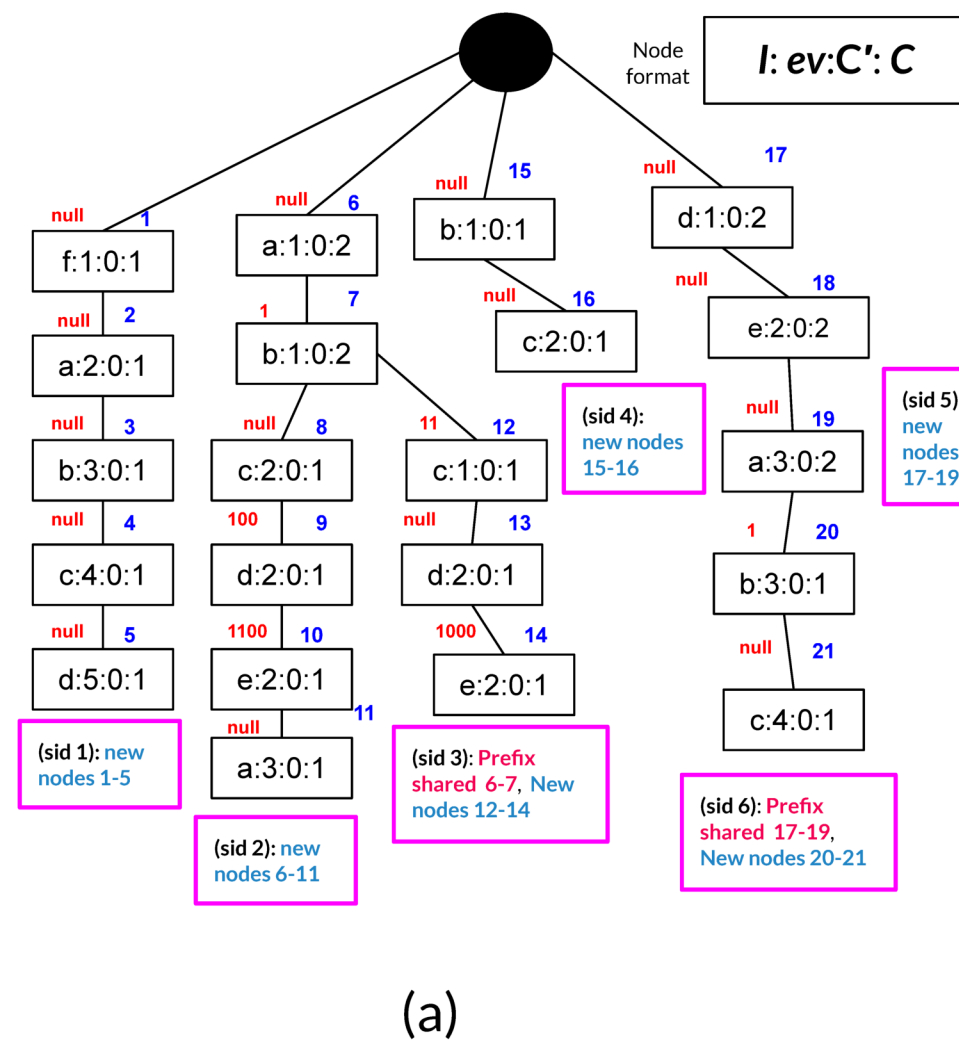 Node
format
I: ev:C′: C
null 1
f:1:0:1
null 2
a:2:0:1
null 3
b:3:0:1
null 4
c:4:0:1
null 5
d:5:0:1
(sid 1): new
nodes 1-5
null 6
a:1:0:2
1 7
b:1:0:2
null 8
c:2:0:1
100 9
d:2:0:1
1100 10
e:2:0:1
null 11
a:3:0:1
(sid 2): new
nodes 6-11
11 12
c:1:0:1
null 13
d:2:0:1
1000 14
e:2:0:1
(sid 3): Prefix
shared 6-7, New
nodes 12-14
null 15
b:1:0:1
null 16
c:2:0:1
(sid 4):
new nodes
15-16
null 17
d:1:0:2
null 18
e:2:0:2
null 19
a:3:0:2
(sid 5)
new
nodes
17-19
1 20
b:3:0:1
null 21
c:4:0:1
(sid 6): Prefix
shared 17-19,
New nodes 20-21
(a)